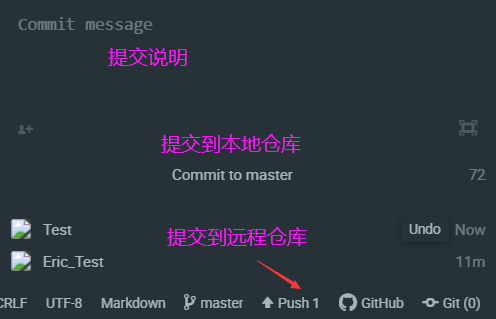 Commit message
提交说明
提交到本地仓库
Commit to master 72
Test Undo Now
提交到远程仓库
Eric_Test 11m
CRLF UTF-8 Markdown master Push 1 GitHub Git (0)